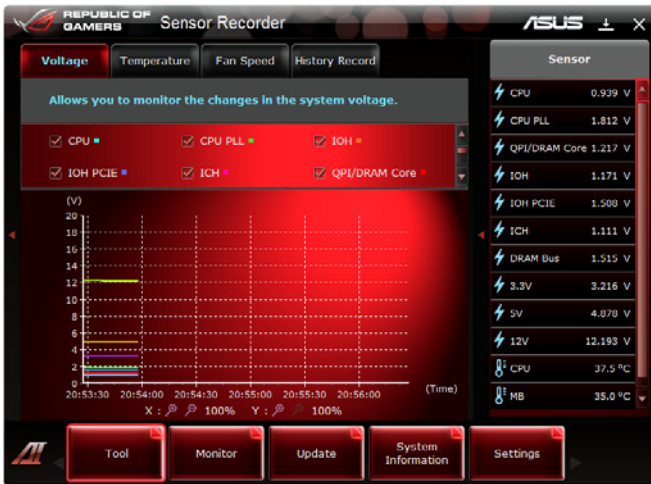 REPUBLIC OF
GAMERS
Sensor Recorder
ASUS
Voltage
Temperature
Fan Speed
History Record
Allows you to monitor the changes in the system voltage.
CPU
CPU PLL
IOH
IOH PCIE
ICH
QPI/DRAM Core
(V)
20
18
16
14
12
10
8
6
4
2
0
20:53:30 20:54:00 20:54:30 20:55:00 20:55:30 20:56:00
(Time)
X : 100% Y : 100%
Sensor
CPU 0.939 V
CPU PLL 1.812 V
QPI/DRAM Core 1.217 V
IOH 1.171 V
IOH PCIE 1.508 V
ICH 1.111 V
DRAM Bus 1.515 V
3.3V 3.216 V
5V 4.878 V
12V 12.193 V
CPU 37.5 °C
MB 35.0 °C
AI
Tool
Monitor
Update
System
Information
Settings